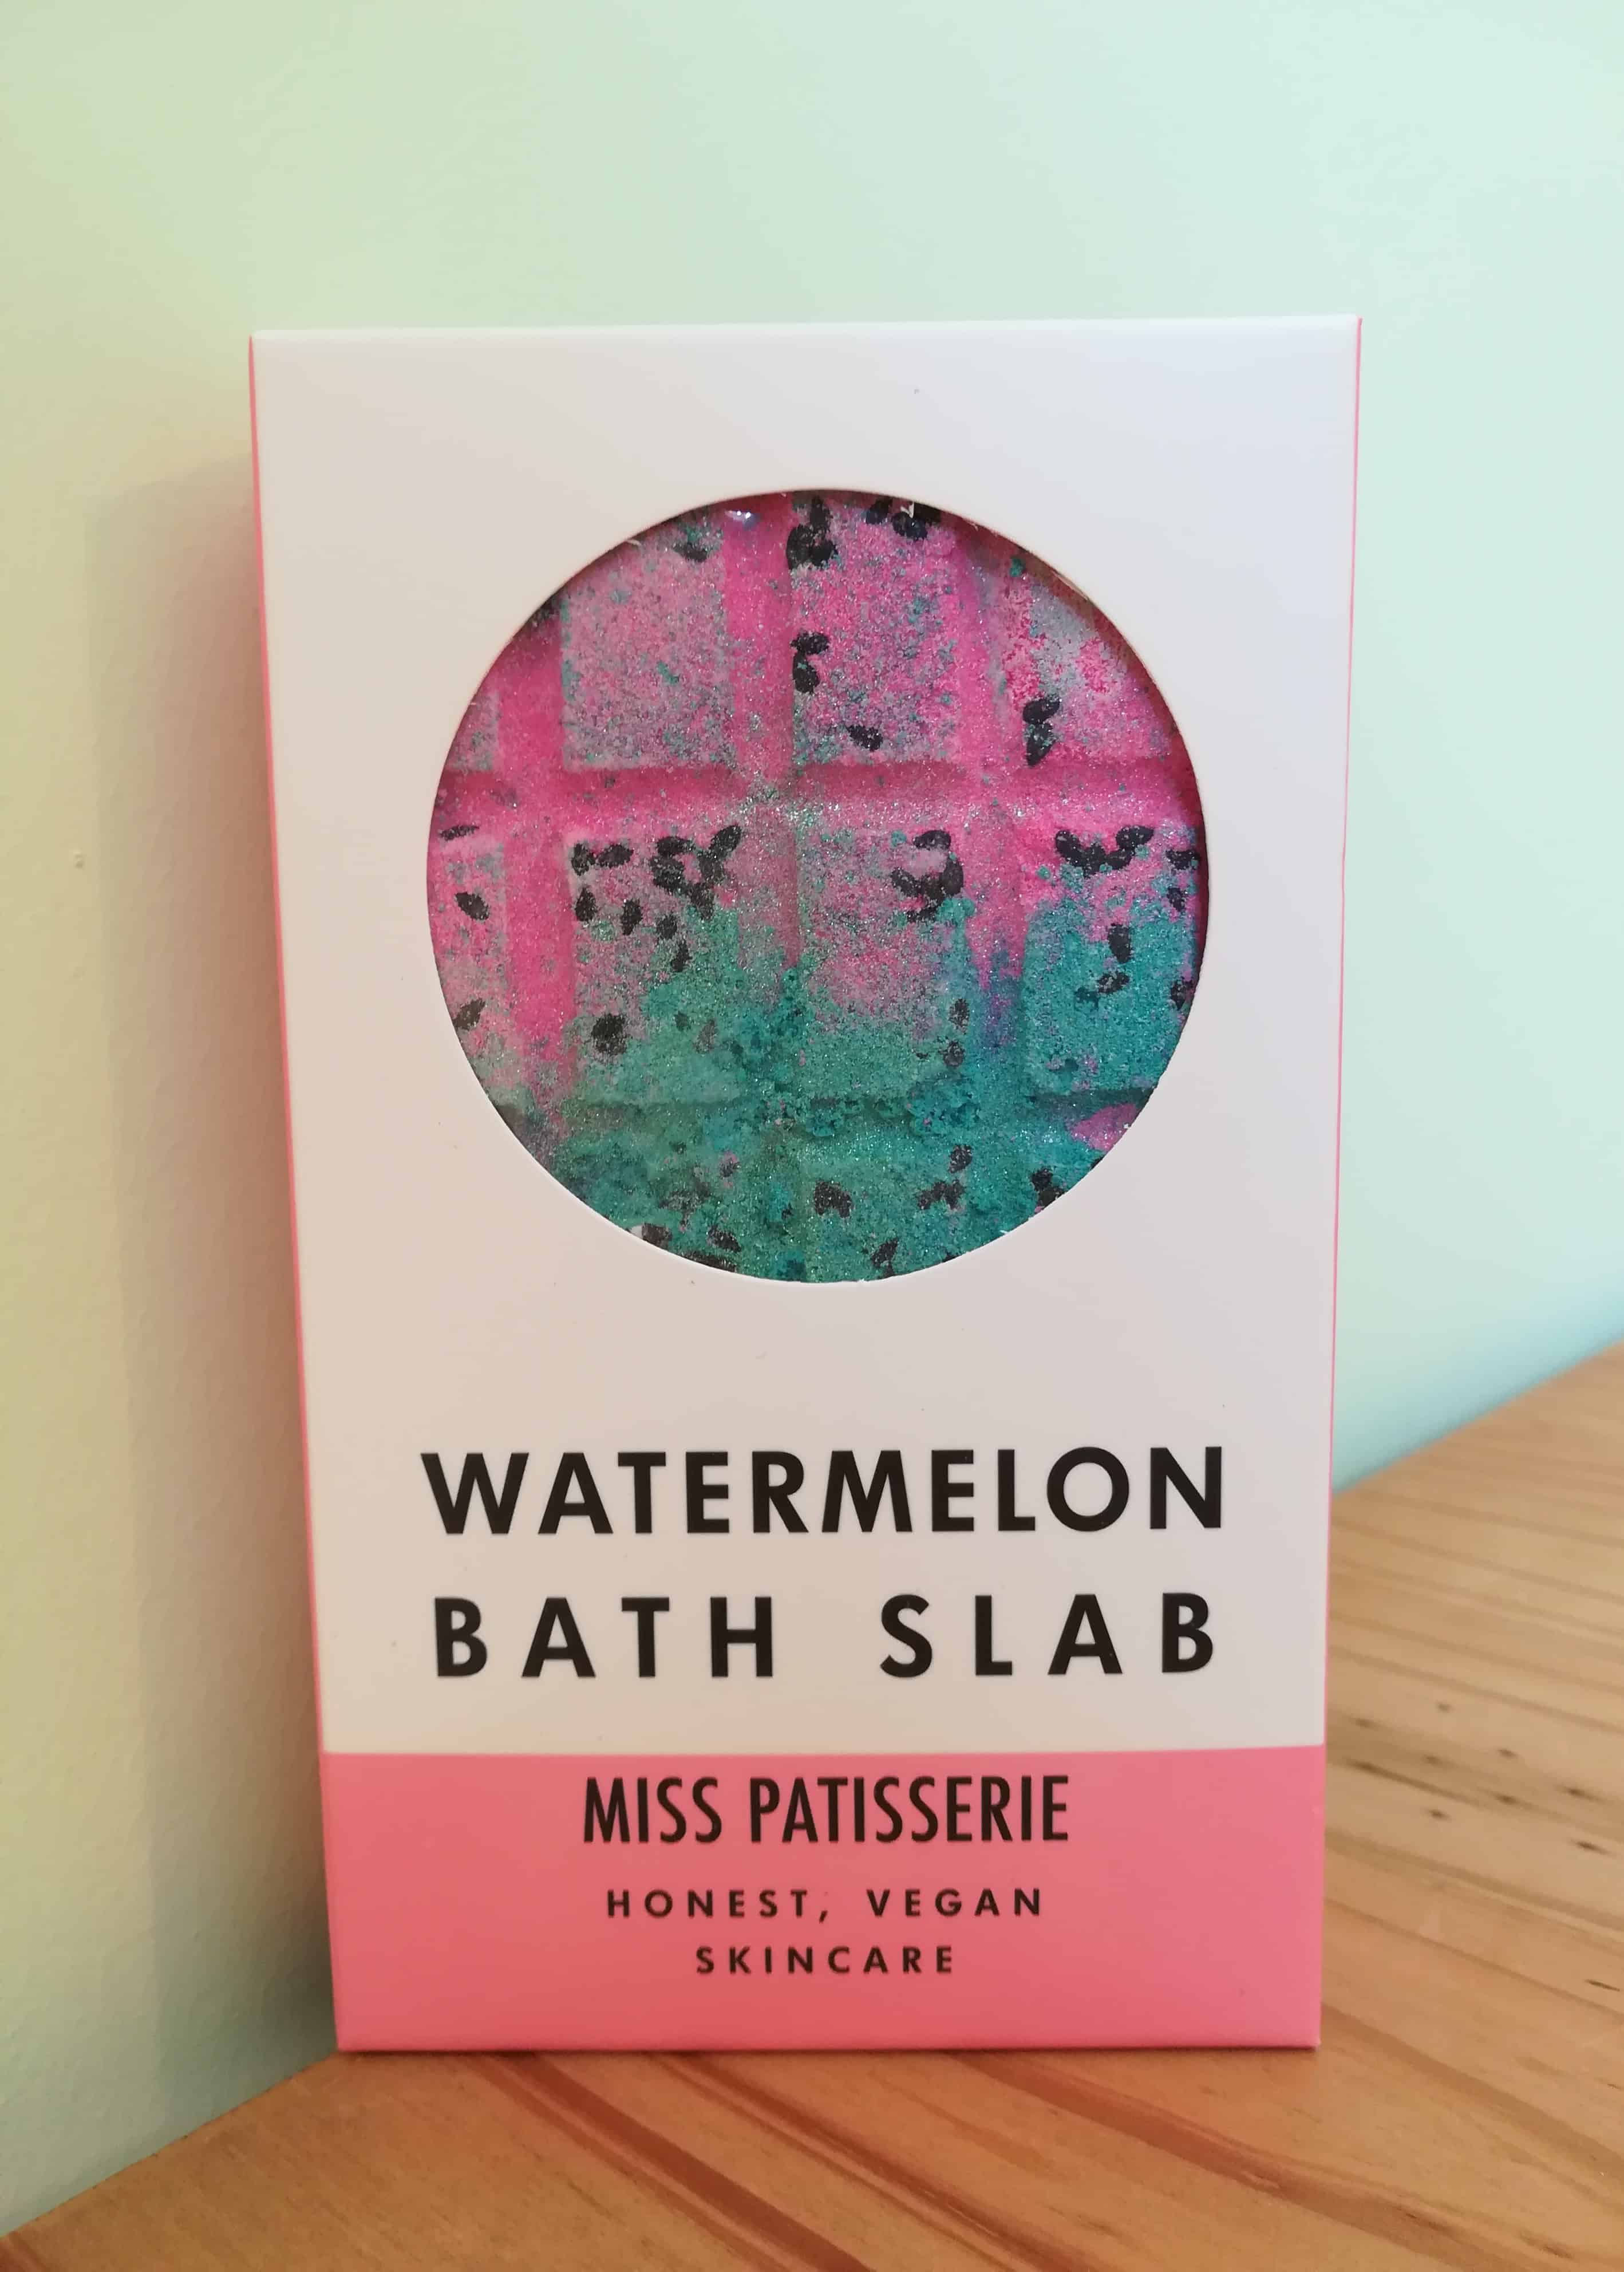 WATERMELON
BATH SLAB
MISS PATISSERIE
HONEST, VEGAN
SKINCARE